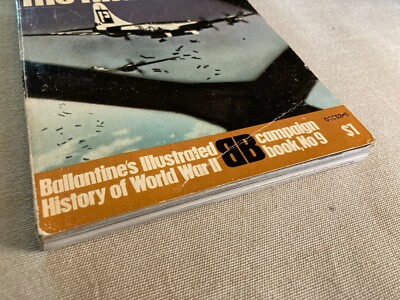 Ballantine's Illustrated
History of World War II
BB
campaign
book, No 9
$1